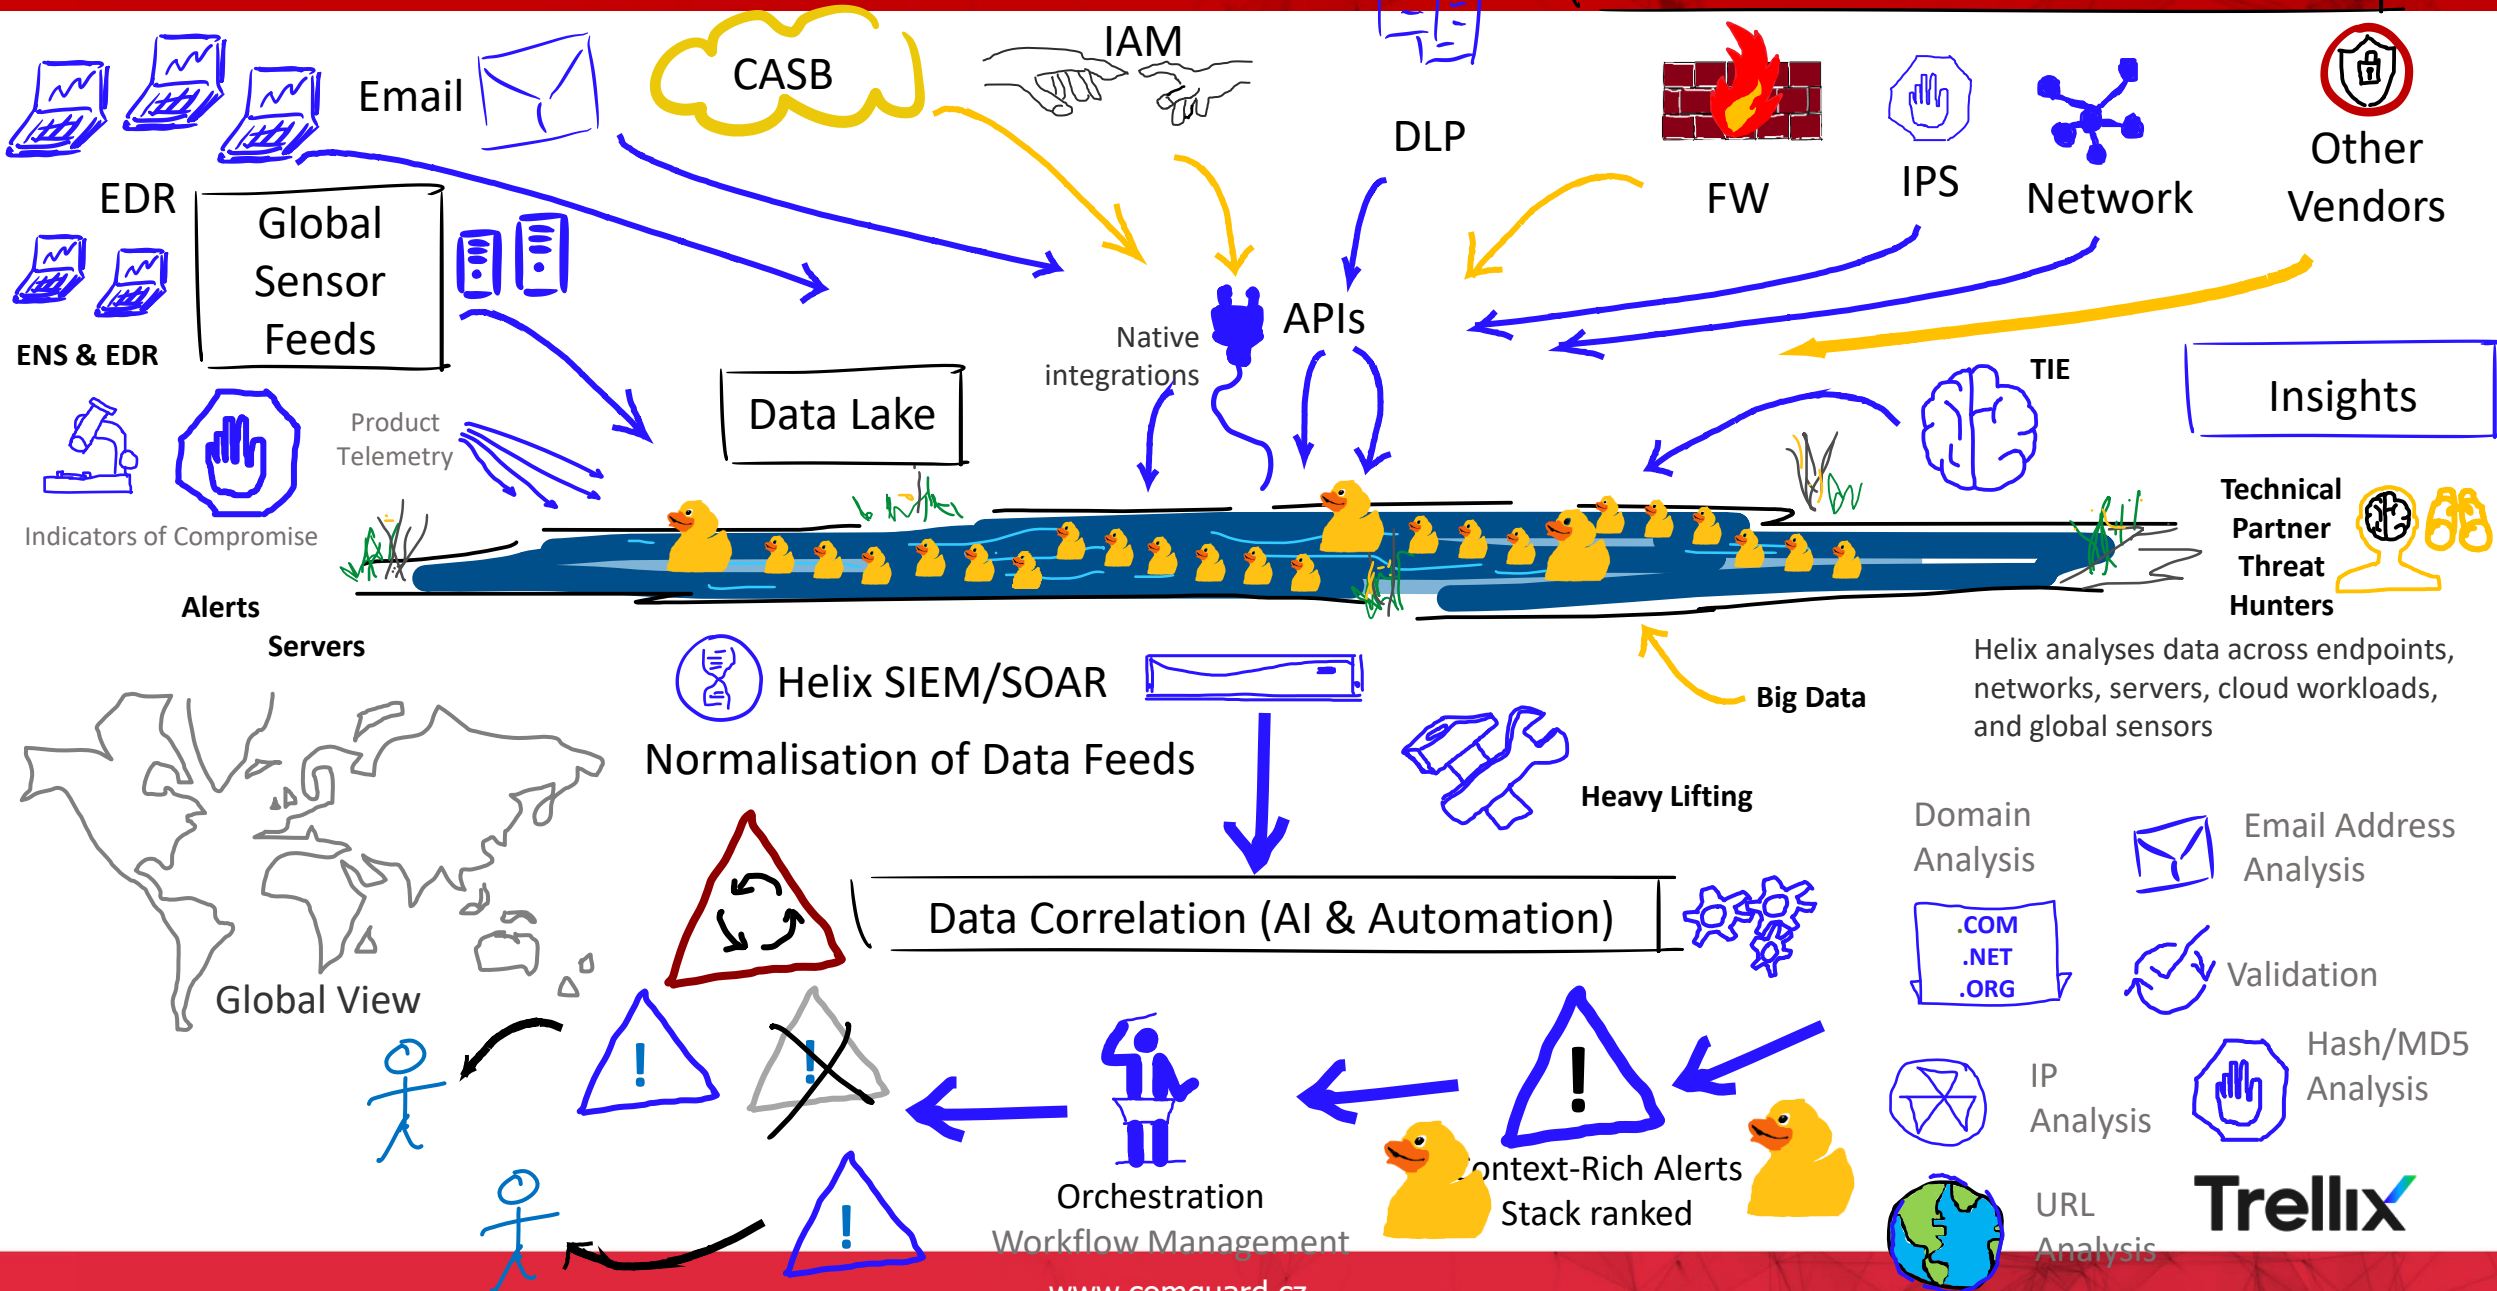 Email
CASB
IAM
DLP
FW
IPS
Network
Other
Vendors
EDR
Global
Sensor
Feeds
ENS & EDR
Native
integrations
APIs
TIE
Insights
Data Lake
Product
Telemetry
Indicators of Compromise
Technical
Partner
Threat
Hunters
Alerts
Servers
Helix SIEM/SOAR
Big Data
Helix analyses data across endpoints,
networks, servers, cloud workloads,
and global sensors
Normalisation of Data Feeds
Heavy Lifting
Domain
Analysis
Email Address
Analysis
Data Correlation (AI & Automation)
.COM
.NET
.ORG
Validation
Global View
!
!
!
!
Hash/MD5
Analysis
IP
Analysis
ontext-Rich Alerts
Stack ranked
Orchestration
Workflow Management
URL
Analysis
Trellix
www.comguard.cz